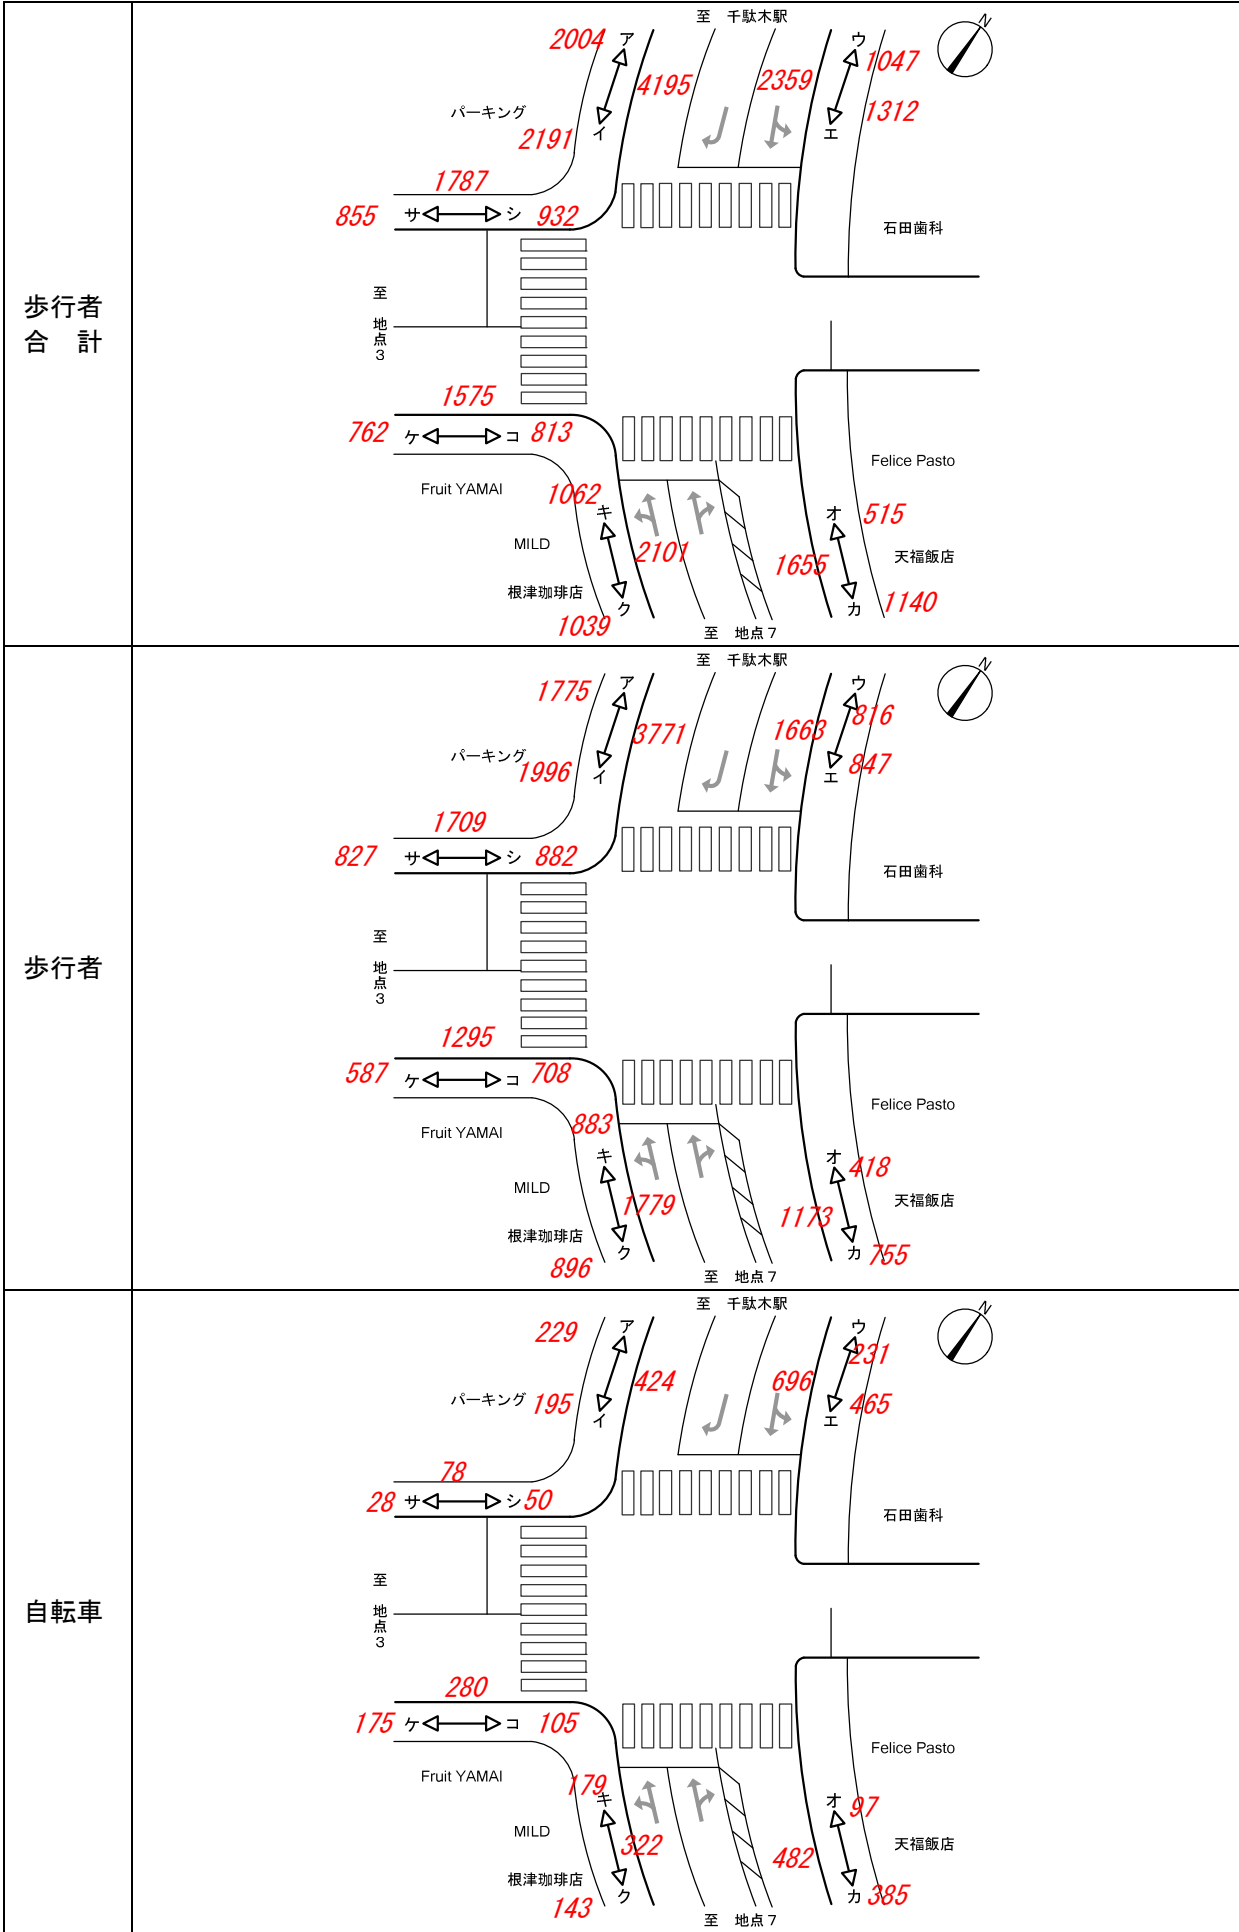 歩行者
合　計
至　千駄木駅
N
2004
ア
ウ
1047
4195
2359
パーキング
2191
イ
エ
1312
1787
855
サ
シ
932
石田歯科
至　地点3
1575
762
ケ
コ
813
Felice Pasto
Fruit YAMAI
1062
キ
オ
515
MILD
2101
1655
天福飯店
根津珈琲店
ク
カ
1140
1039
至　地点7
歩行者
至　千駄木駅
N
1775
ア
ウ
816
3771
1663
パーキング
1996
イ
エ
847
1709
827
サ
シ
882
石田歯科
至　地点3
1295
587
ケ
コ
708
Felice Pasto
Fruit YAMAI
883
キ
オ
418
MILD
1779
1173
天福飯店
根津珈琲店
ク
カ
755
896
至　地点7
自転車
至　千駄木駅
N
229
ア
ウ
231
424
696
パーキング
195
イ
エ
465
78
28
サ
シ
50
石田歯科
至　地点3
280
175
ケ
コ
105
Felice Pasto
Fruit YAMAI
179
キ
オ
97
MILD
322
482
天福飯店
根津珈琲店
ク
カ
385
143
至　地点7